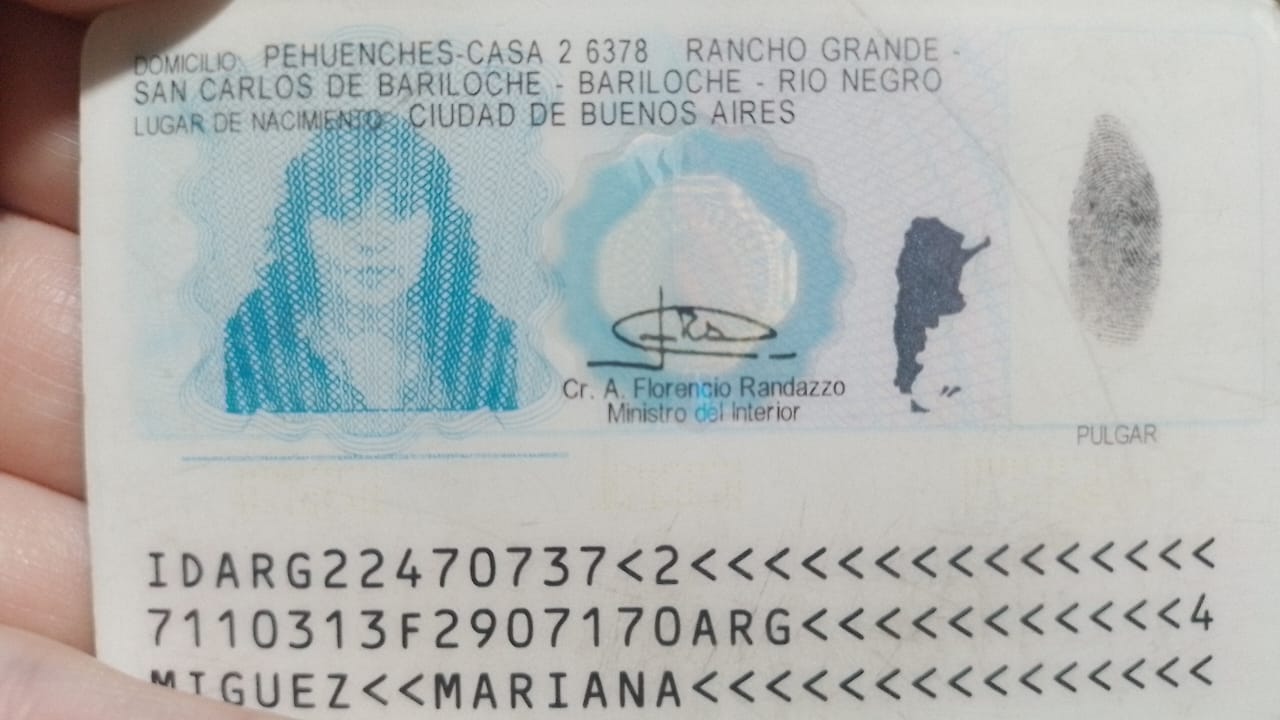 DOMICILIO: PEHUENCHES-CASA 2 6378 RANCHO GRANDE -
SAN CARLOS DE BARILOCHE - BARILOCHE - RIO NEGRO
LUGAR DE NACIMIENTO: CIUDAD DE BUENOS AIRES
Cr. A. Florencio Randazzo
Ministro del Interior
PULGAR
IDARG22470737<2<<<<<<<<<<<<<<<
7110313F2907170ARG<<<<<<<<<<<4
MIGUEZ<<MARIANA<<<<<<<<<<<<<<<